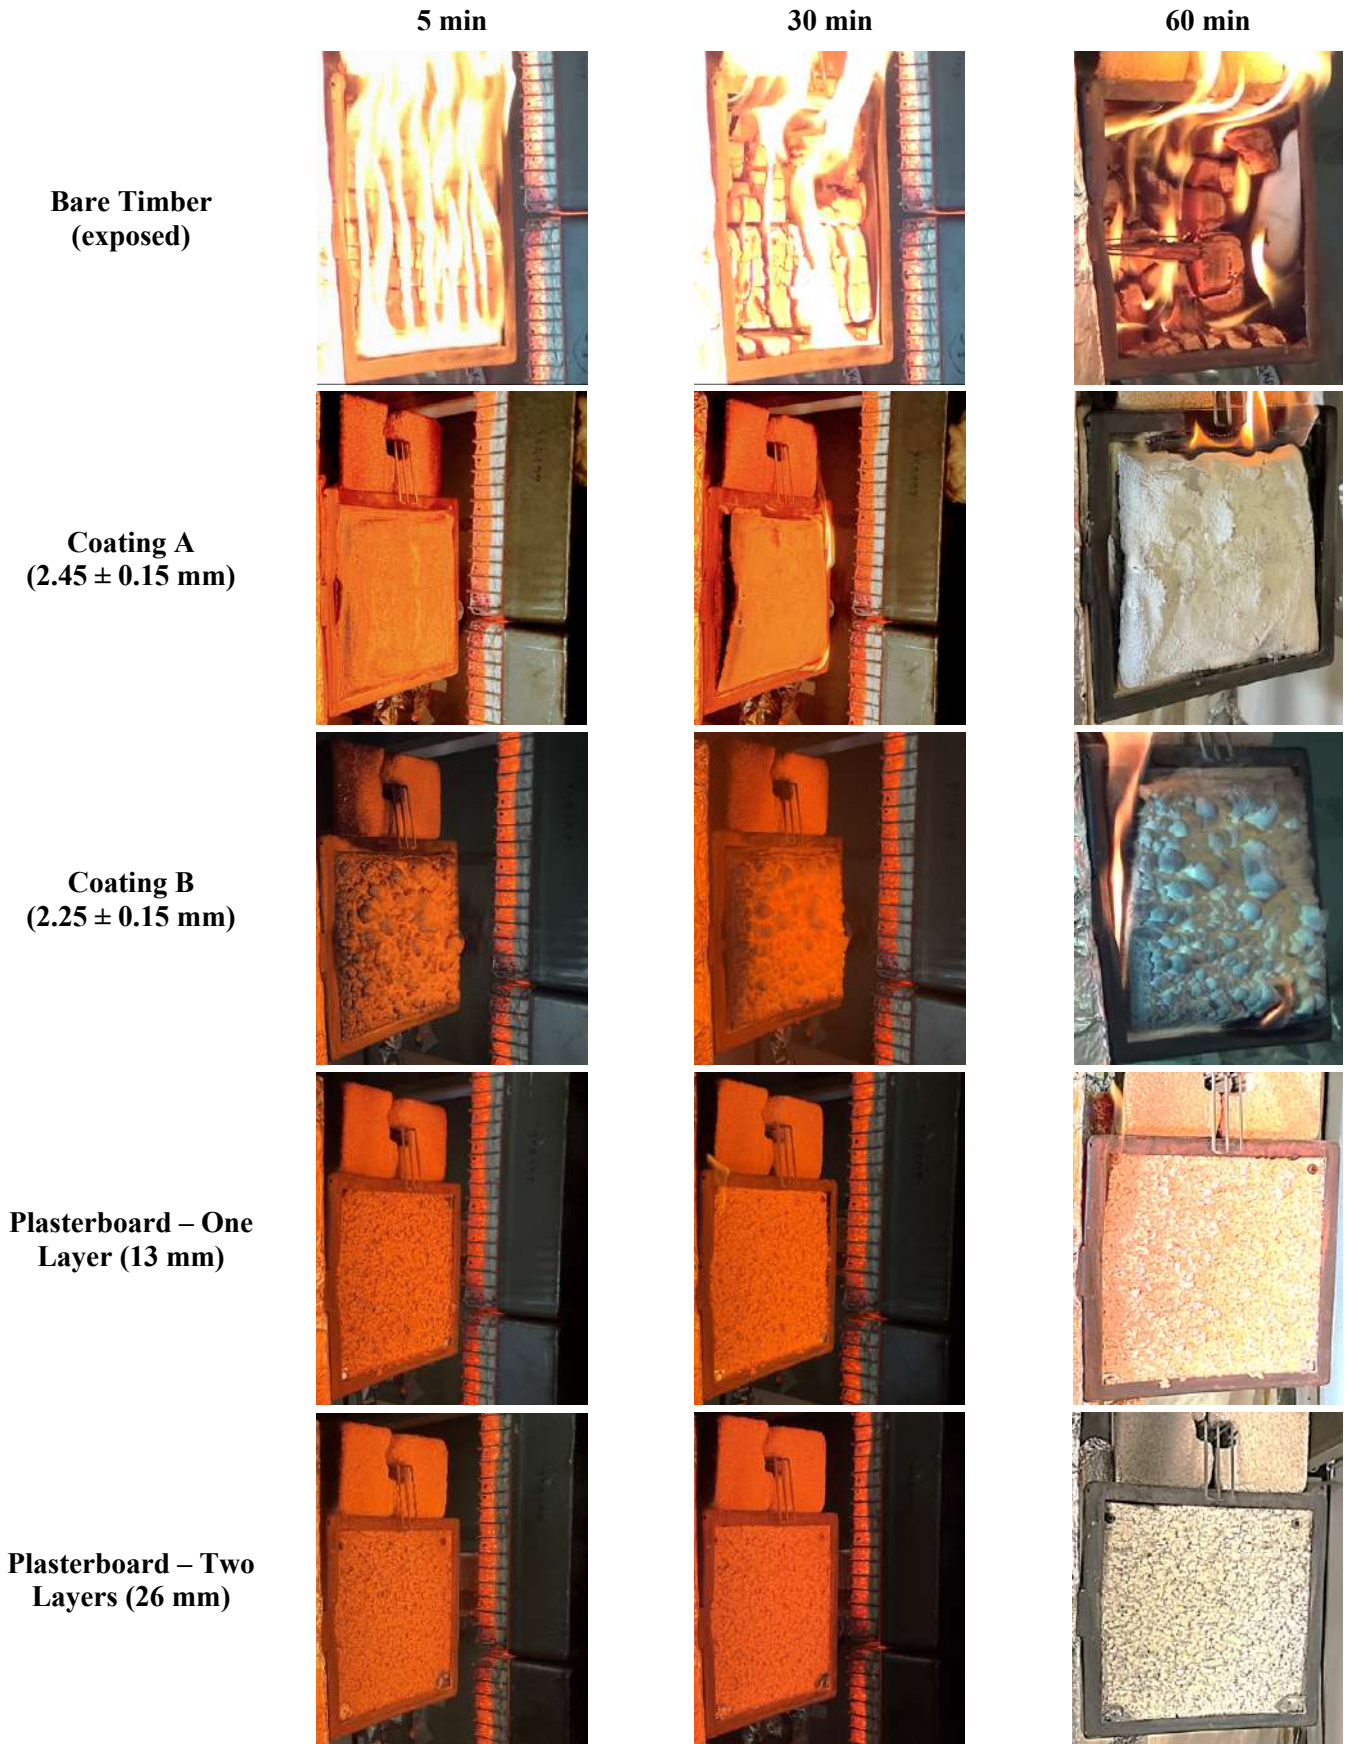 5 min 30 min 60 min
Bare Timber
(exposed)
Coating A
(2.45 ± 0.15 mm)
Coating B
(2.25 ± 0.15 mm)
Plasterboard – One
Layer (13 mm)
Plasterboard – Two
Layers (26 mm)